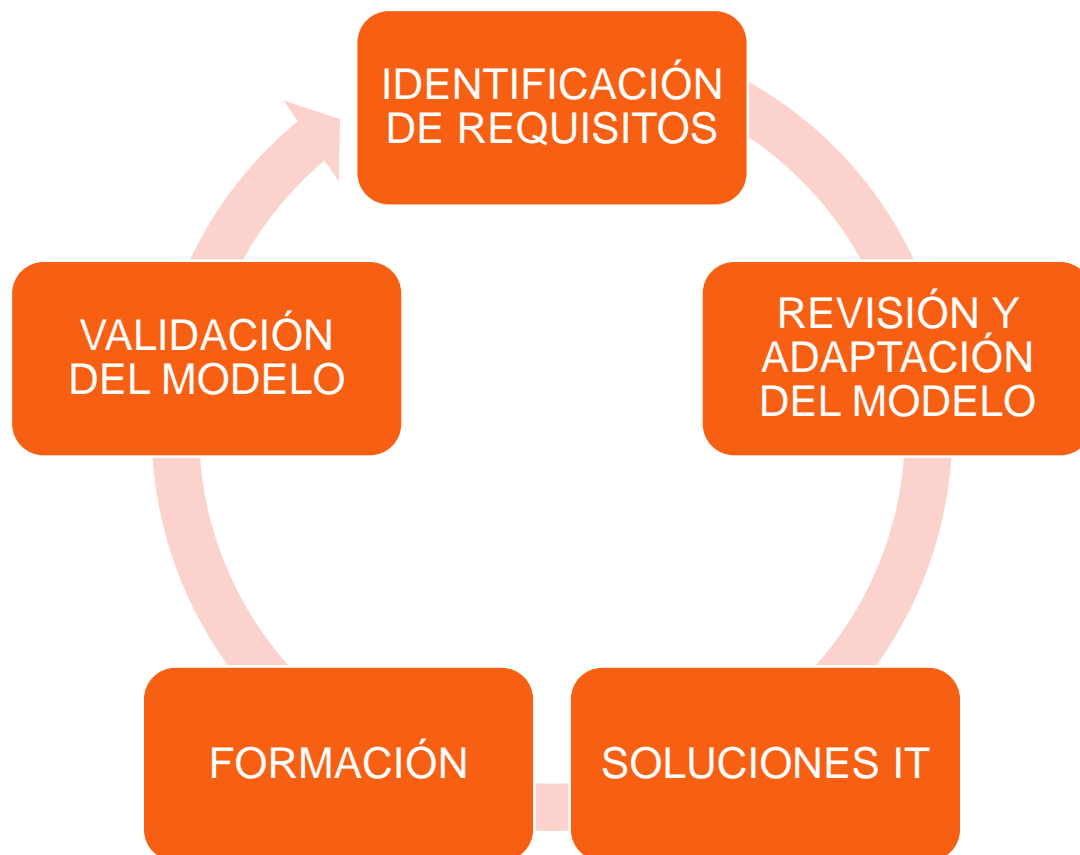 IDENTIFICACIÓN
DE REQUISITOS
REVISIÓN Y
ADAPTACIÓN
DEL MODELO
SOLUCIONES IT
FORMACIÓN
VALIDACIÓN
DEL MODELO